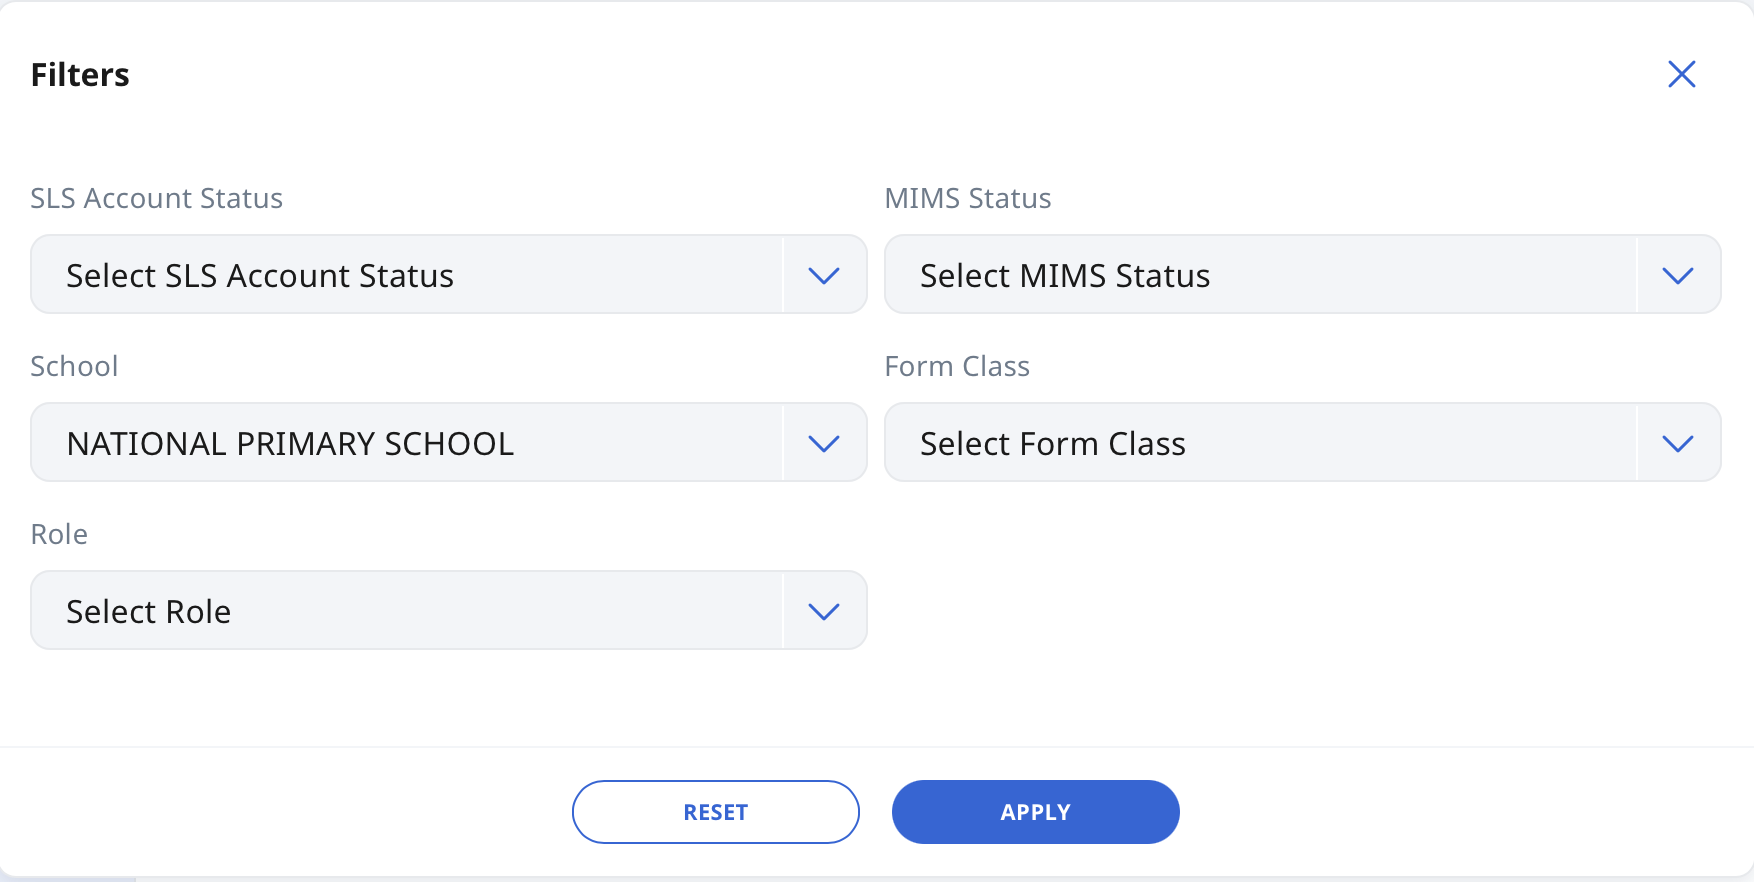 Filters
SLS Account Status
MIMS Status
Select SLS Account Status
Select MIMS Status
School
Form Class
NATIONAL PRIMARY SCHOOL
Select Form Class
Role
Select Role
RESET
APPLY